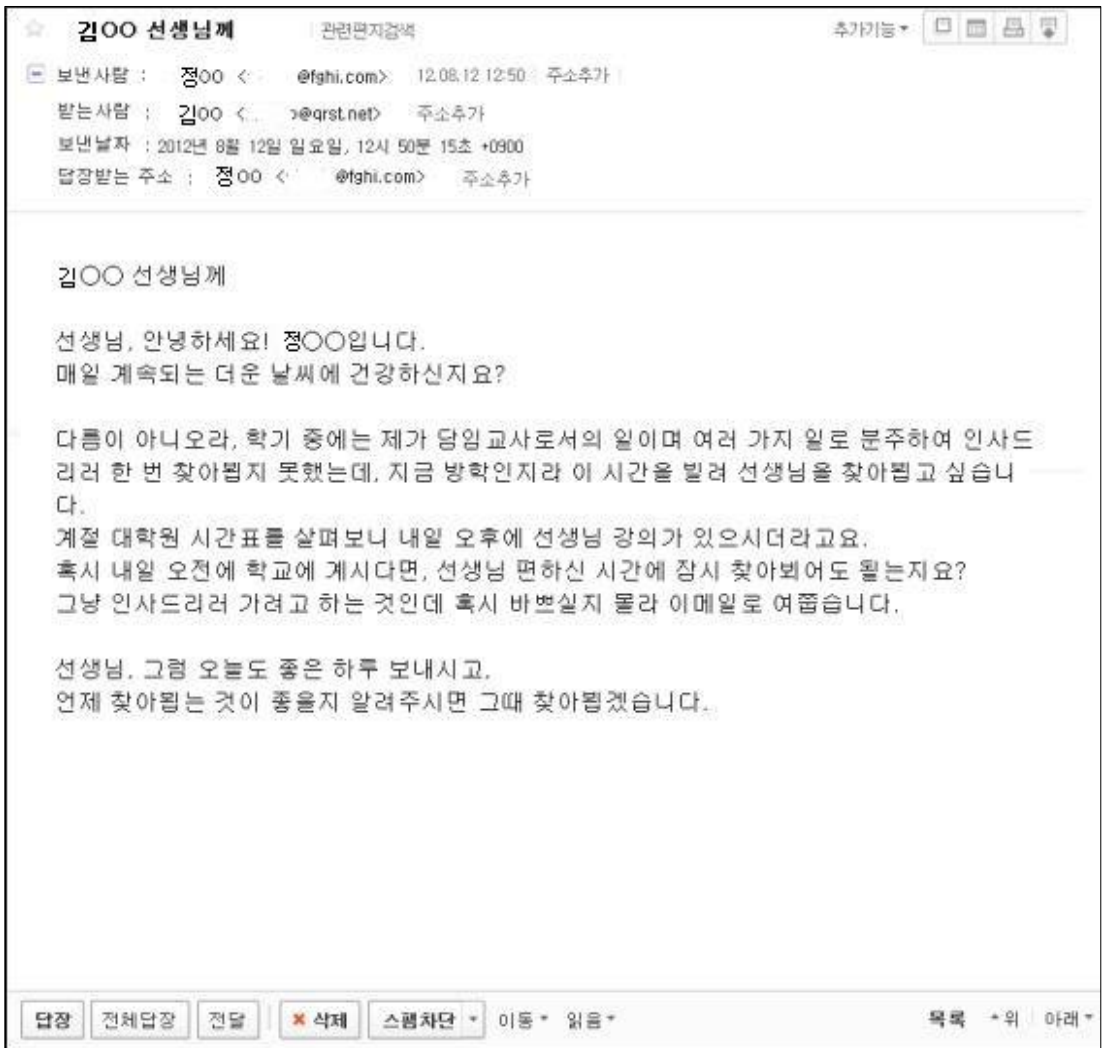 김OO 선생님께 관련편지검색 추가기능
보낸사람 : 정OO < @fghi.com> 12.08.12 12:50 주소추가
받는사람 : 김OO < @qrst.net> 주소추가
보낸날짜 : 2012년 8월 12일 일요일, 12시 50분 15초 +0900
답장받는 주소 : 정OO < @fghi.com> 주소추가
김○○ 선생님께
선생님, 안녕하세요! 정○○입니다.
매일 계속되는 더운 날씨에 건강하신지요?
다름이 아니오라, 학기 중에는 제가 담임교사로서의 일이며 여러 가지 일로 분주하여 인사드
리러 한 번 찾아뵙지 못했는데, 지금 방학인지라 이 시간을 빌려 선생님을 찾아뵙고 싶습니
다.
계절 대학원 시간표를 살펴보니 내일 오후에 선생님 강의가 있으시더라고요.
혹시 내일 오전에 학교에 계시다면, 선생님 편하신 시간에 잠시 찾아뵈어도 될는지요?
그냥 인사드리러 가려고 하는 것인데 혹시 바쁘실지 몰라 이메일로 여쭙습니다.
선생님, 그럼 오늘도 좋은 하루 보내시고,
언제 찾아뵙는 것이 좋을지 알려주시면 그때 찾아뵙겠습니다.
답장 전체답장 전달 삭제 스팸차단 이동 읽음 목록 위 아래